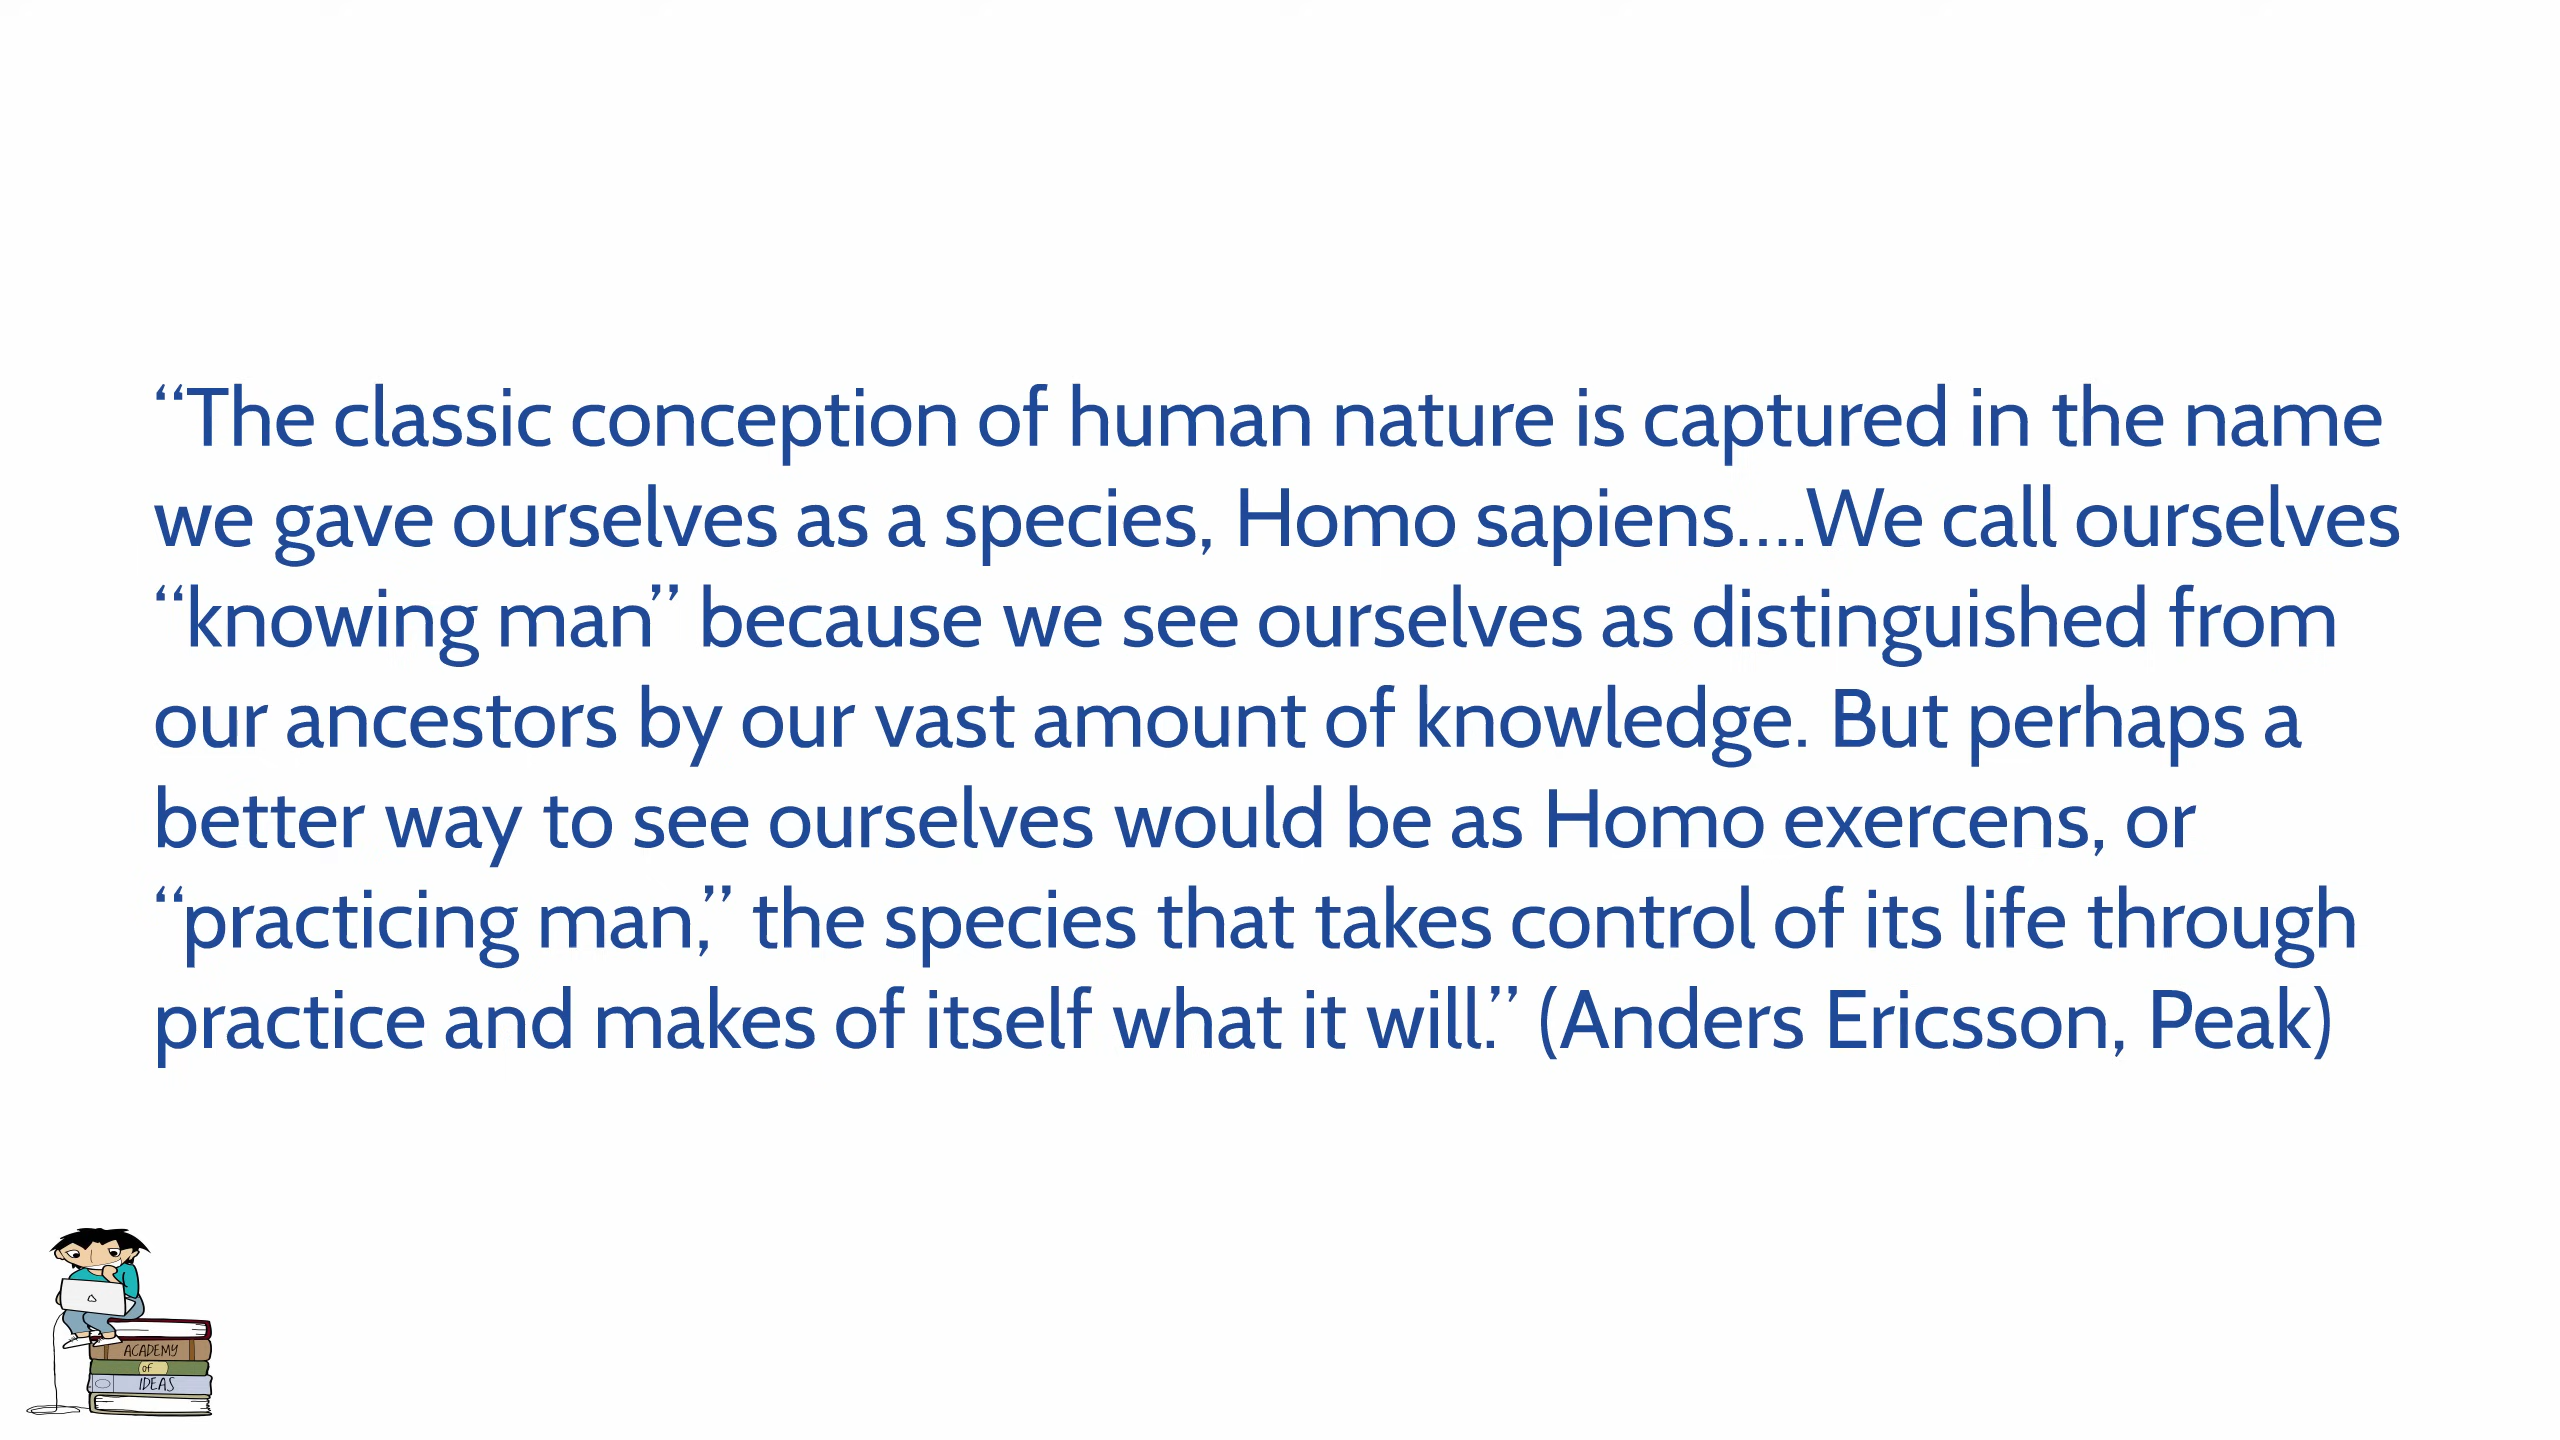 “The classic conception of human nature is captured in the name
we gave ourselves as a species, Homo sapiens....We call ourselves
“knowing man” because we see ourselves as distinguished from
our ancestors by our vast amount of knowledge. But perhaps a
better way to see ourselves would be as Homo exercens, or
“practicing man,” the species that takes control of its life through
practice and makes of itself what it will.” (Anders Ericsson, Peak)
ACADEMY
of
IDEAS